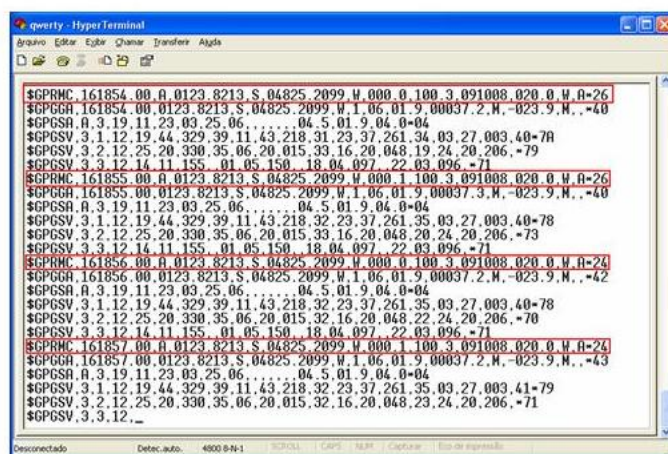 qwerty - HyperTerminal
Arquivo Editar Exibir Chamar Transferir Ajuda
$GPRMC,161854.00,A,0123.8213,S,04825.2099,W,000.0,100.3,091008,020.0,W,A*26
$GPGGA,161854.00,0123.8213,S,04825.2099,W,1,06,01.9,00037.2,M,-023.9,M,,*40
$GPGSA,A,3,19,11,23,03,25,06,,,,,,,04.5,01.9,04.0*04
$GPGSV,3,1,12,19,44,329,39,11,43,218,31,23,37,261,34,03,27,003,40*7A
$GPGSV,3,2,12,25,20,330,35,06,20,015,33,16,20,048,19,24,20,206,*79
$GPGSV,3,3,12,14,11,155,,01,05,150,,18,04,097,,22,03,096,*71
$GPRMC,161855.00,A,0123.8213,S,04825.2099,W,000.1,100.3,091008,020.0,W,A*26
$GPGGA,161855.00,0123.8213,S,04825.2099,W,1,06,01.9,00037.3,M,-023.9,M,,*40
$GPGSA,A,3,19,11,23,03,25,06,,,,,,,04.5,01.9,04.0*04
$GPGSV,3,1,12,19,44,329,39,11,43,218,32,23,37,261,35,03,27,003,40*78
$GPGSV,3,2,12,25,20,330,35,06,20,015,33,16,20,048,20,24,20,206,*73
$GPGSV,3,3,12,14,11,155,,01,05,150,,18,04,097,,22,03,096,*71
$GPRMC,161856.00,A,0123.8213,S,04825.2099,W,000.0,100.3,091008,020.0,W,A*24
$GPGGA,161856.00,0123.8213,S,04825.2099,W,1,06,01.9,00037.2,M,-023.9,M,,*42
$GPGSA,A,3,19,11,23,03,25,06,,,,,,,04.5,01.9,04.0*04
$GPGSV,3,1,12,19,44,329,39,11,43,218,32,23,37,261,35,03,27,003,40*78
$GPGSV,3,2,12,25,20,330,35,06,20,015,32,16,20,048,22,24,20,206,*70
$GPGSV,3,3,12,14,11,155,,01,05,150,,18,04,097,,22,03,096,*71
$GPRMC,161857.00,A,0123.8213,S,04825.2099,W,000.1,100.3,091008,020.0,W,A*24
$GPGGA,161857.00,0123.8213,S,04825.2099,W,1,06,01.9,00037.2,M,-023.9,M,,*43
$GPGSA,A,3,19,11,23,03,25,06,,,,,,,04.5,01.9,04.0*04
$GPGSV,3,1,12,19,44,329,39,11,43,218,32,23,37,261,35,03,27,003,41*79
$GPGSV,3,2,12,25,20,330,35,06,20,015,32,16,20,048,23,24,20,206,*71
$GPGSV,3,3,12,_
Desconectado Detec.auto. 4800 8-N-1 SCROLL CAPS NUM Capturar Eco de impressão